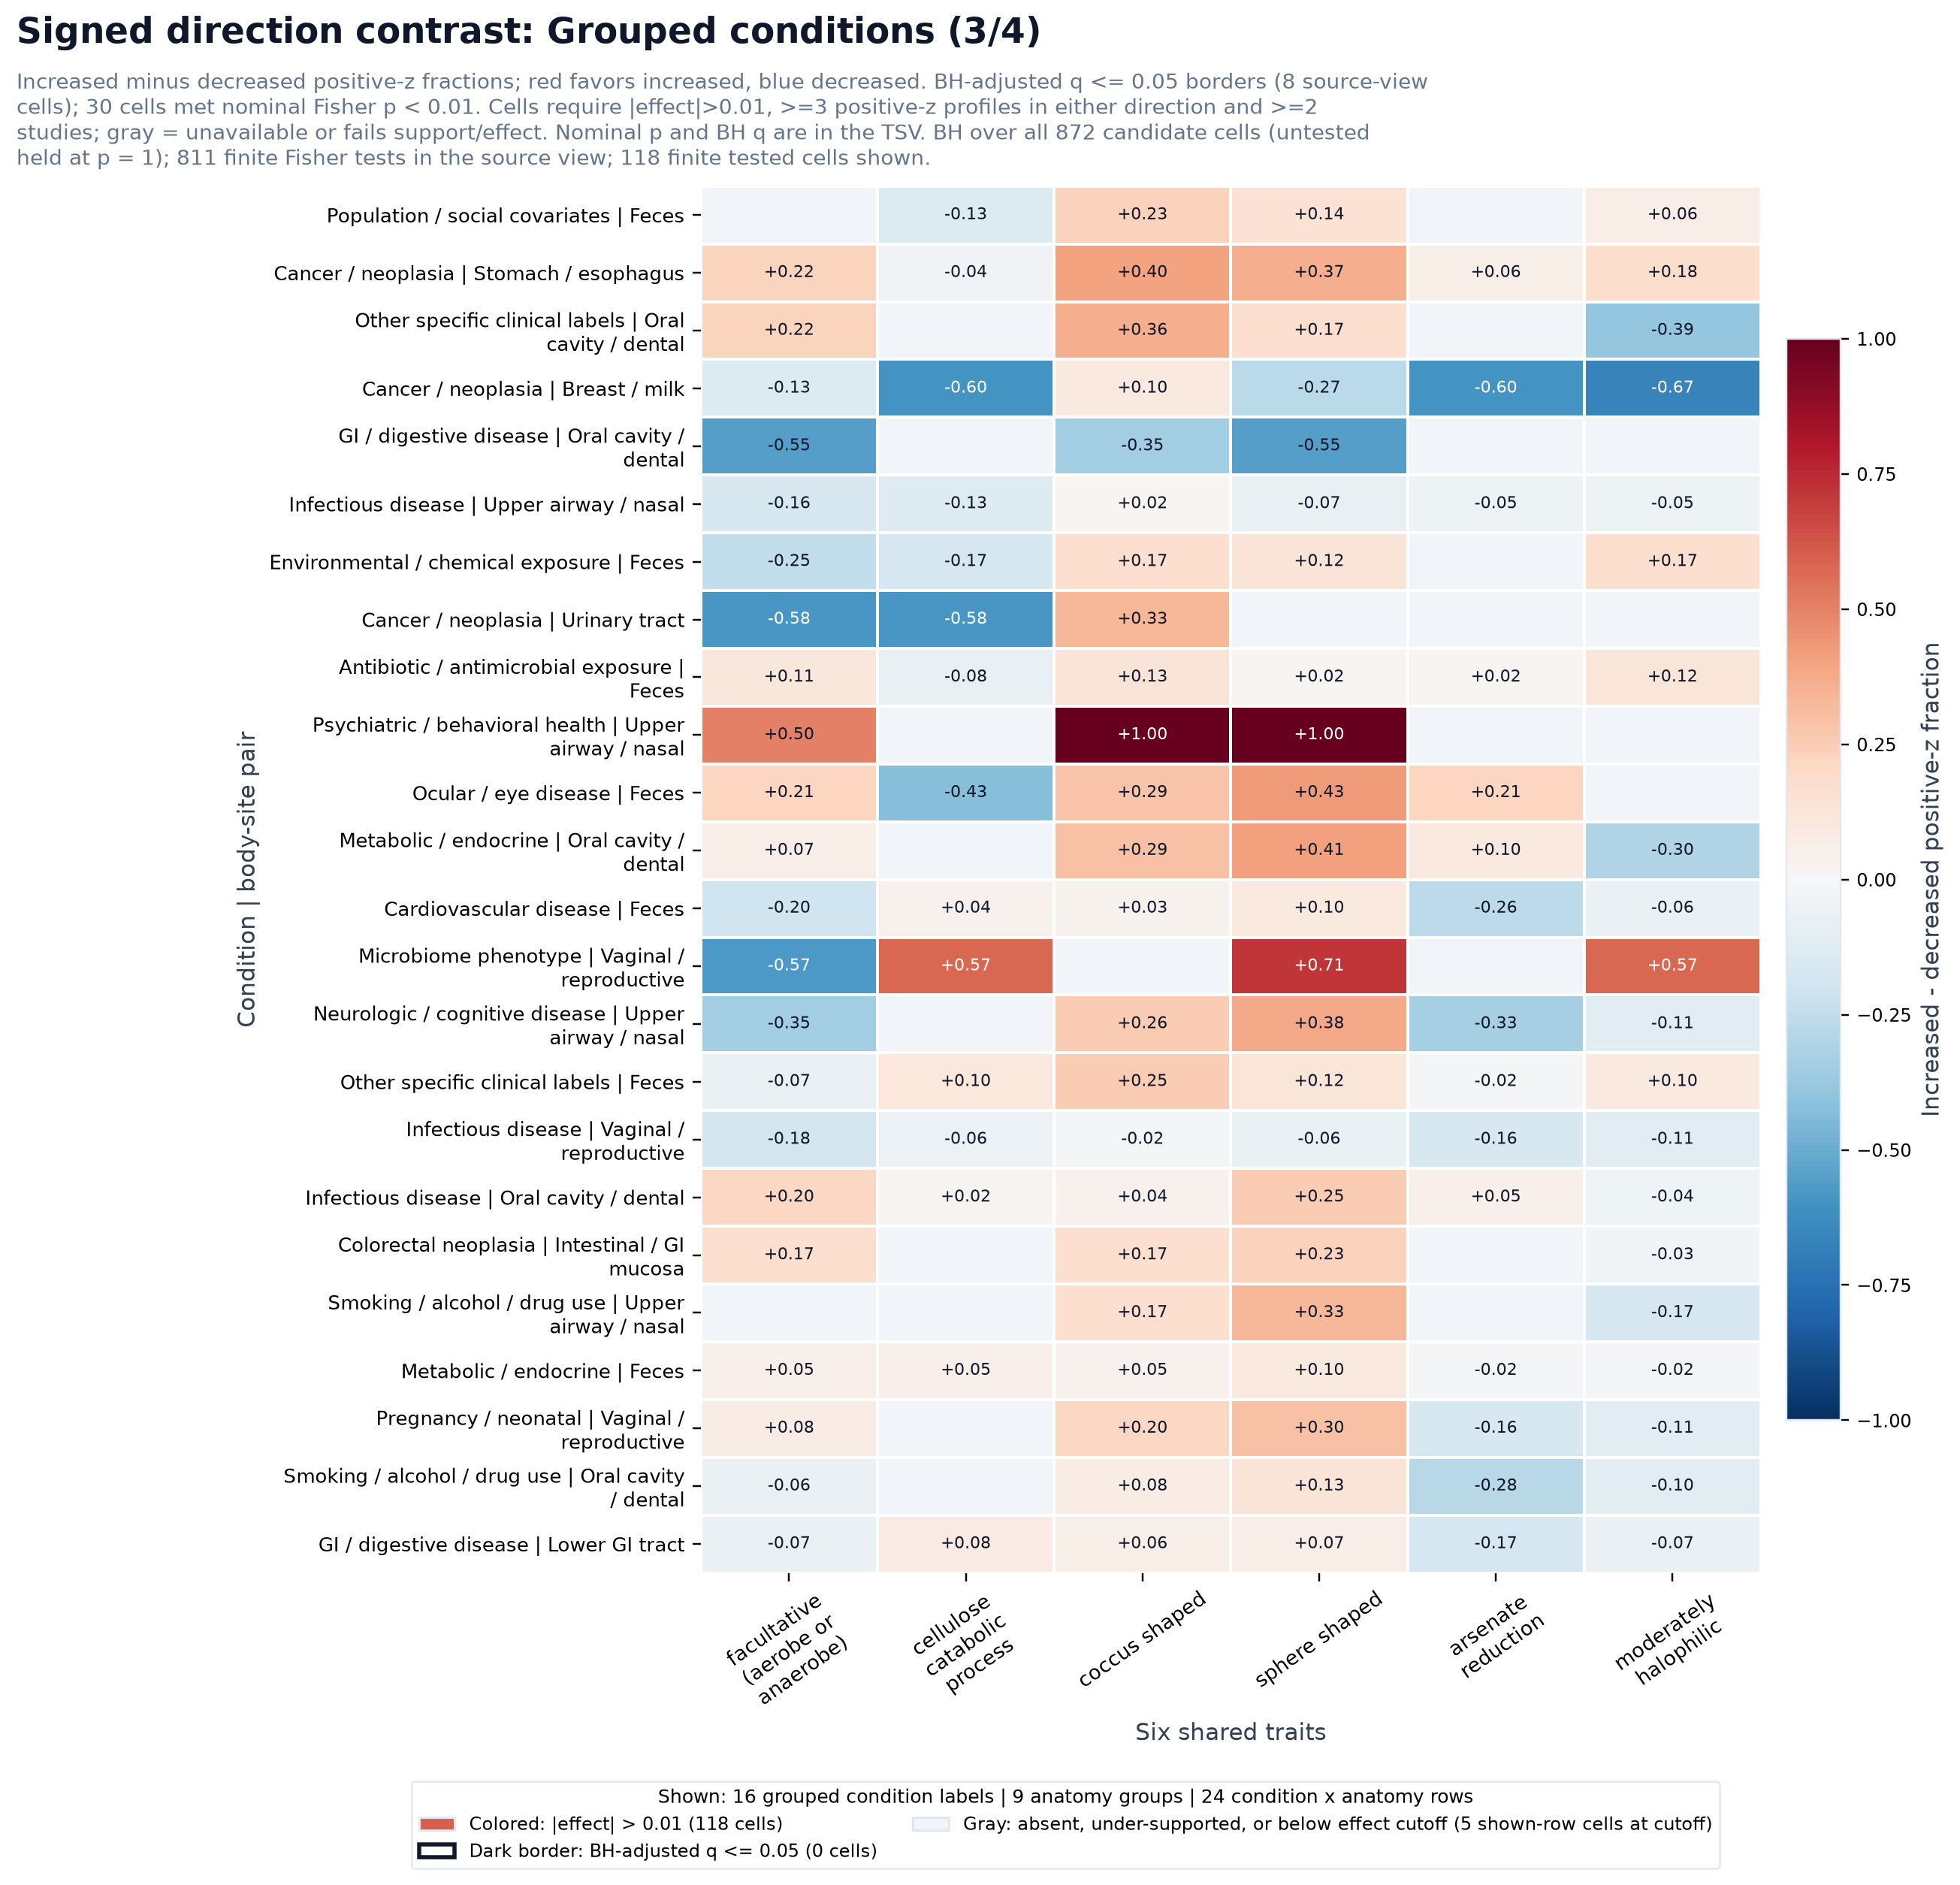 Signed direction contrast: Grouped conditions (3/4)
Increased minus decreased positive-z fractions; red favors increased, blue decreased. BH-adjusted q <= 0.05 borders (8 source-view
cells); 30 cells met nominal Fisher p < 0.01. Cells require |effect|>0.01, >=3 positive-z profiles in either direction and >=2
studies; gray = unavailable or fails support/effect. Nominal p and BH q are in the TSV. BH over all 872 candidate cells (untested
held at p = 1); 811 finite Fisher tests in the source view; 118 finite tested cells shown.
Condition | body-site pair
Population / social covariates | Feces
-0.13 +0.23 +0.14 +0.06
Cancer / neoplasia | Stomach / esophagus
+0.22 -0.04 +0.40 +0.37 +0.06 +0.18
Other specific clinical labels | Oral
cavity / dental
+0.22 +0.36 +0.17 -0.39
Cancer / neoplasia | Breast / milk
-0.13 -0.60 +0.10 -0.27 -0.60 -0.67
GI / digestive disease | Oral cavity /
dental
-0.55 -0.35 -0.55
Infectious disease | Upper airway / nasal
-0.16 -0.13 +0.02 -0.07 -0.05 -0.05
Environmental / chemical exposure | Feces
-0.25 -0.17 +0.17 +0.12 +0.17
Cancer / neoplasia | Urinary tract
-0.58 -0.58 +0.33
Antibiotic / antimicrobial exposure |
Feces
+0.11 -0.08 +0.13 +0.02 +0.02 +0.12
Psychiatric / behavioral health | Upper
airway / nasal
+0.50 +1.00 +1.00
Ocular / eye disease | Feces
+0.21 -0.43 +0.29 +0.43 +0.21
Metabolic / endocrine | Oral cavity /
dental
+0.07 +0.29 +0.41 +0.10 -0.30
Cardiovascular disease | Feces
-0.20 +0.04 +0.03 +0.10 -0.26 -0.06
Microbiome phenotype | Vaginal /
reproductive
-0.57 +0.57 +0.71 +0.57
Neurologic / cognitive disease | Upper
airway / nasal
-0.35 +0.26 +0.38 -0.33 -0.11
Other specific clinical labels | Feces
-0.07 +0.10 +0.25 +0.12 -0.02 +0.10
Infectious disease | Vaginal /
reproductive
-0.18 -0.06 -0.02 -0.06 -0.16 -0.11
Infectious disease | Oral cavity / dental
+0.20 +0.02 +0.04 +0.25 +0.05 -0.04
Colorectal neoplasia | Intestinal / GI
mucosa
+0.17 +0.17 +0.23 -0.03
Smoking / alcohol / drug use | Upper
airway / nasal
+0.17 +0.33 -0.17
Metabolic / endocrine | Feces
+0.05 +0.05 +0.05 +0.10 -0.02 -0.02
Pregnancy / neonatal | Vaginal /
reproductive
+0.08 +0.20 +0.30 -0.16 -0.11
Smoking / alcohol / drug use | Oral cavity
/ dental
-0.06 +0.08 +0.13 -0.28 -0.10
GI / digestive disease | Lower GI tract
-0.07 +0.08 +0.06 +0.07 -0.17 -0.07
facultative
(aerobe or
anaerobe)
cellulose
catabolic
process
coccus shaped
sphere shaped
arsenate
reduction
moderately
halophilic
Six shared traits
1.00
0.75
0.50
0.25
0.00
−0.25
−0.50
−0.75
−1.00
Increased - decreased positive-z fraction
Shown: 16 grouped condition labels | 9 anatomy groups | 24 condition x anatomy rows
Colored: |effect| > 0.01 (118 cells)
Gray: absent, under-supported, or below effect cutoff (5 shown-row cells at cutoff)
Dark border: BH-adjusted q <= 0.05 (0 cells)